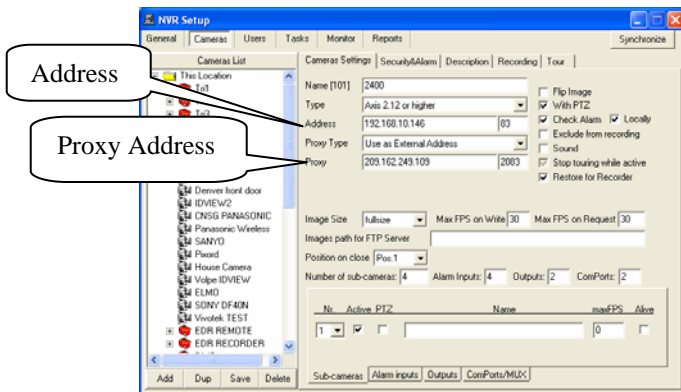 NVR Setup
General Cameras Users Tasks Monitor Reports Synchronize
Cameras List
This Location
Tri1
Tri3
Denver front door
IDVIEW2
CNSG PANASONIC
Panasonic Wireless
SANYO
Pixord
House Camera
Volpe IDVIEW
ELMO
SONY DF40N
Vivotek TEST
EDR REMOTE
EDR RECORDER
Add Dup Save Delete
Address
Proxy Address
Cameras Settings Security&Alarm Description Recording Tour
Name [101] 2400
Type Axis 2.12 or higher
Address 192.168.10.146 83
Proxy Type Use as External Address
Proxy 209.162.249.109 2083
Flip Image
With PTZ
Check Alarm Locally
Exclude from recording
Sound
Stop touring while active
Restore for Recorder
Image Size fullsize Max FPS on Write 30 Max FPS on Request 30
Images path for FTP Server
Position on close Pos.1
Number of sub-cameras: 4 Alarm Inputs: 4 Outputs: 2 ComPorts: 2
Nr. Active PTZ Name maxFPS Alive
1 0
Sub-cameras Alarm inputs Outputs ComPorts/MUX